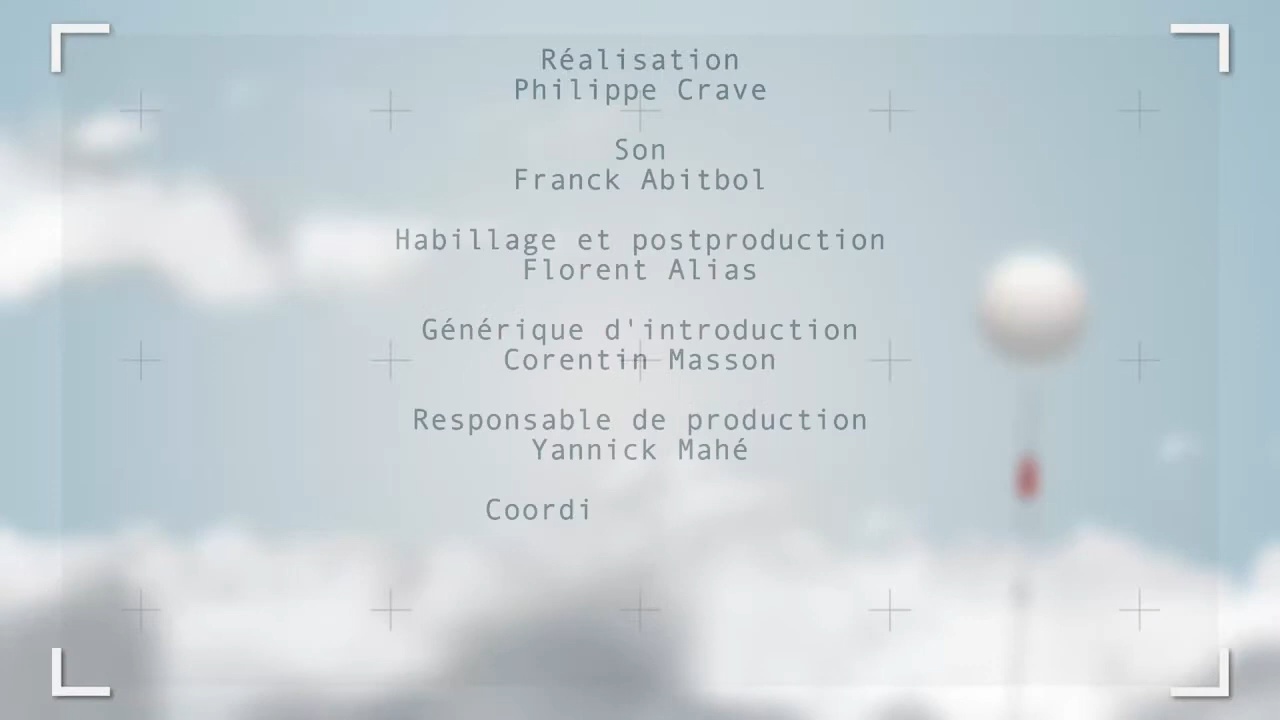 Réalisation
Philippe Crave
Son
Franck Abitbol
Habillage et postproduction
Florent Alias
Générique d'introduction
Corentin Masson
Responsable de production
Yannick Mahé
Coordi